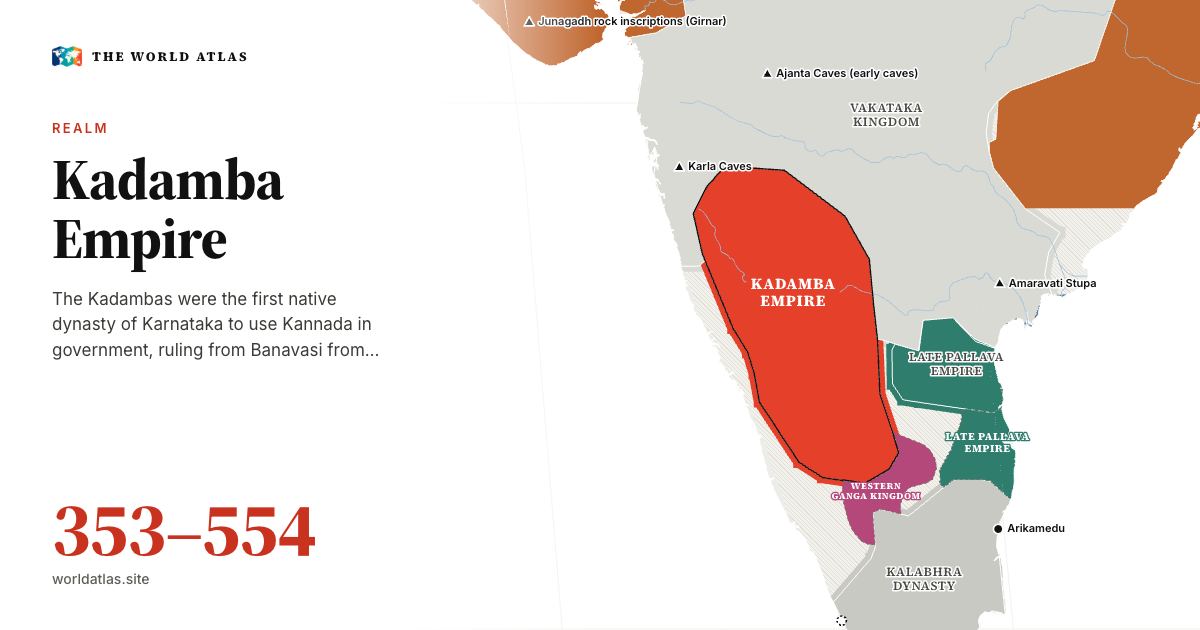 THE WORLD ATLAS
REALM
Kadamba
Empire
The Kadambas were the first native
dynasty of Karnataka to use Kannada in
government, ruling from Banavasi from...
353–554
worldatlas.site
Junagadh rock inscriptions (Girnar)
Ajanta Caves (early caves)
VAKATAKA
KINGDOM
Karla Caves
KADAMBA
EMPIRE
Amaravati Stupa
LATE PALLAVA
EMPIRE
LATE PALLAVA
EMPIRE
WESTERN
GANGA KINGDOM
Arikamedu
KALABHRA
DYNASTY